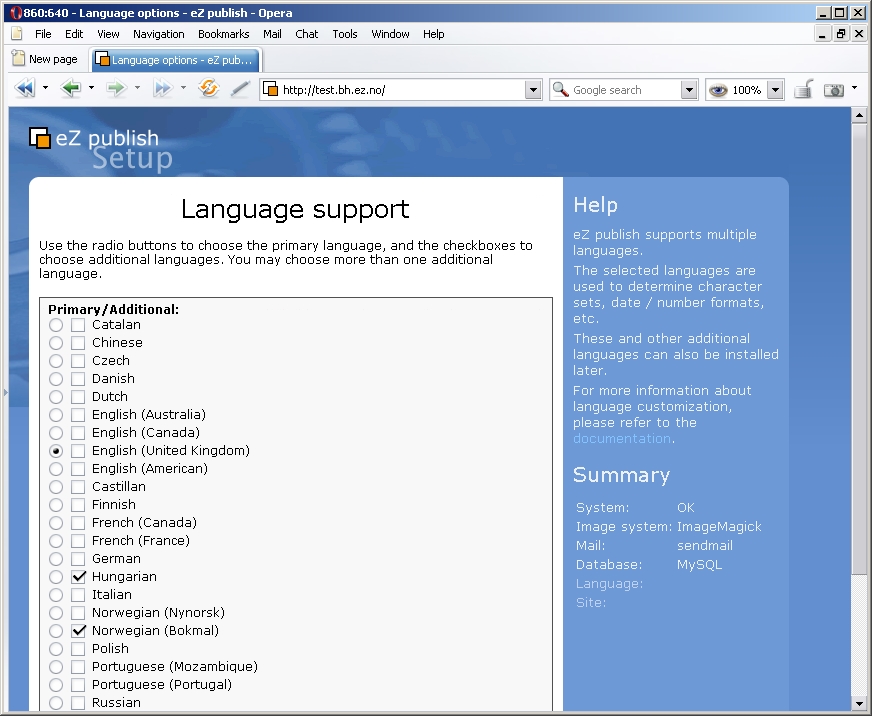 860:640 - Language options - eZ publish - Opera
File Edit View Navigation Bookmarks Mail Chat Tools Window Help
New page
Language options - eZ pub...
http://test.bh.ez.no/
Google search
100%
eZ publish
Setup
Language support
Use the radio buttons to choose the primary language, and the checkboxes to
choose additional languages. You may choose more than one additional
language.
Primary/Additional:
Catalan
Chinese
Czech
Danish
Dutch
English (Australia)
English (Canada)
English (United Kingdom)
English (American)
Castillan
Finnish
French (Canada)
French (France)
German
Hungarian
Italian
Norwegian (Nynorsk)
Norwegian (Bokmal)
Polish
Portuguese (Mozambique)
Portuguese (Portugal)
Russian
Help
eZ publish supports multiple
languages.
The selected languages are
used to determine character
sets, date / number formats,
etc.
These and other additional
languages can also be installed
later.
For more information about
language customization,
please refer to the
documentation.
Summary
System: OK
Image system: ImageMagick
Mail: sendmail
Database: MySQL
Language:
Site: